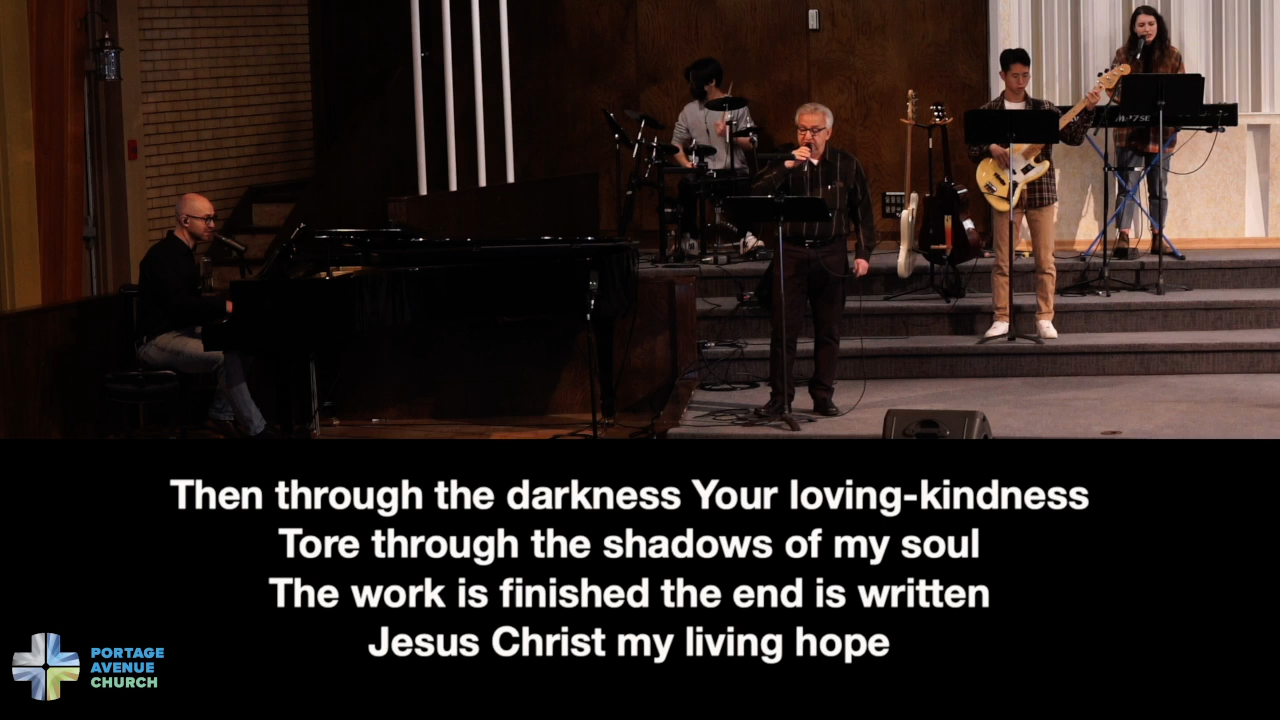 Then through the darkness Your loving-kindness
Tore through the shadows of my soul
The work is finished the end is written
Jesus Christ my living hope
PORTAGE
AVENUE
CHURCH